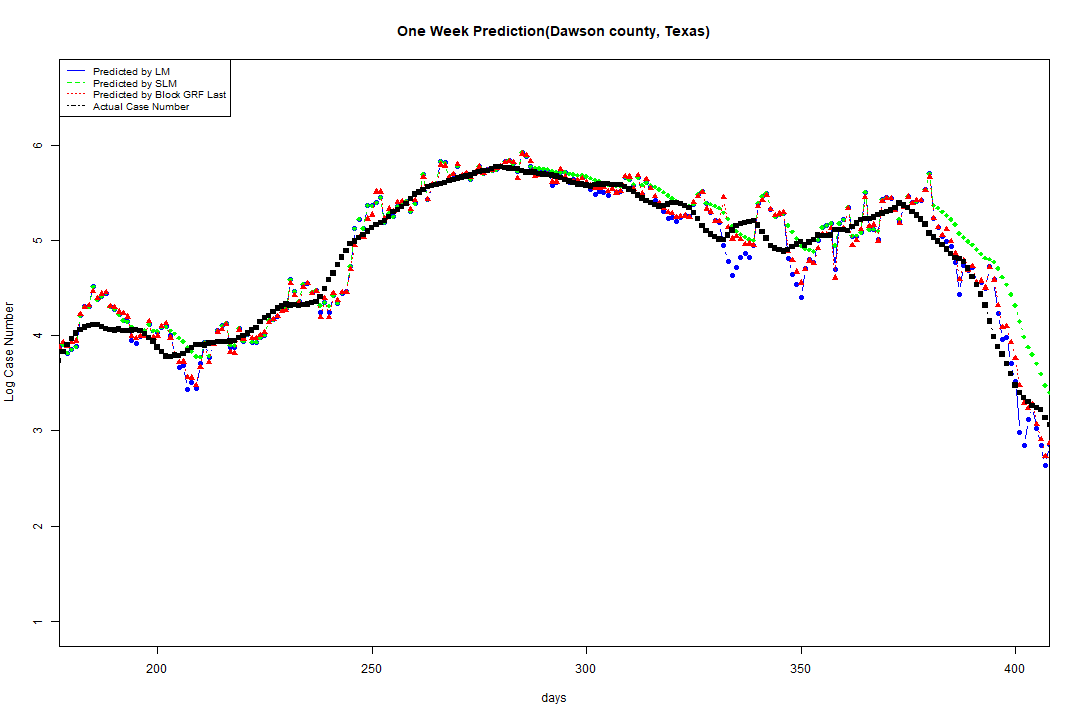 One Week Prediction(Dawson county, Texas)
Predicted by LM
Predicted by SLM
Predicted by Block GRF Last
Actual Case Number
6
5
4
3
2
1
Log Case Number
200 250 300 350 400
days